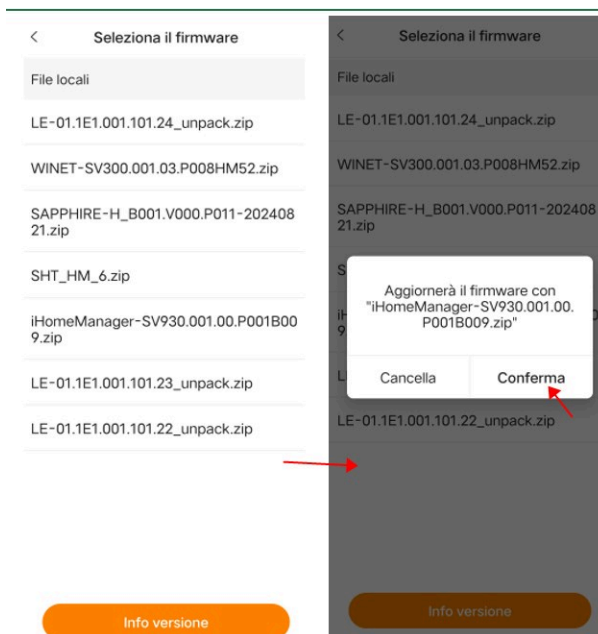 Seleziona il firmware
File locali
LE-01.1E1.001.101.24_unpack.zip
WINET-SV300.001.03.P008HM52.zip
SAPPHIRE-H_B001.V000.P011-202408
21.zip
SHT_HM_6.zip
iHomeManager-SV930.001.00.P001B00
9.zip
LE-01.1E1.001.101.23_unpack.zip
LE-01.1E1.001.101.22_unpack.zip
Info versione
Seleziona il firmware
File locali
LE-01.1E1.001.101.24_unpack.zip
WINET-SV300.001.03.P008HM52.zip
SAPPHIRE-H_B001.V000.P011-202408
21.zip
Aggiornerà il firmware con
"iHomeManager-SV930.001.00.
P001B009.zip"
Cancella
Conferma
LE-01.1E1.001.101.22_unpack.zip
Info versione